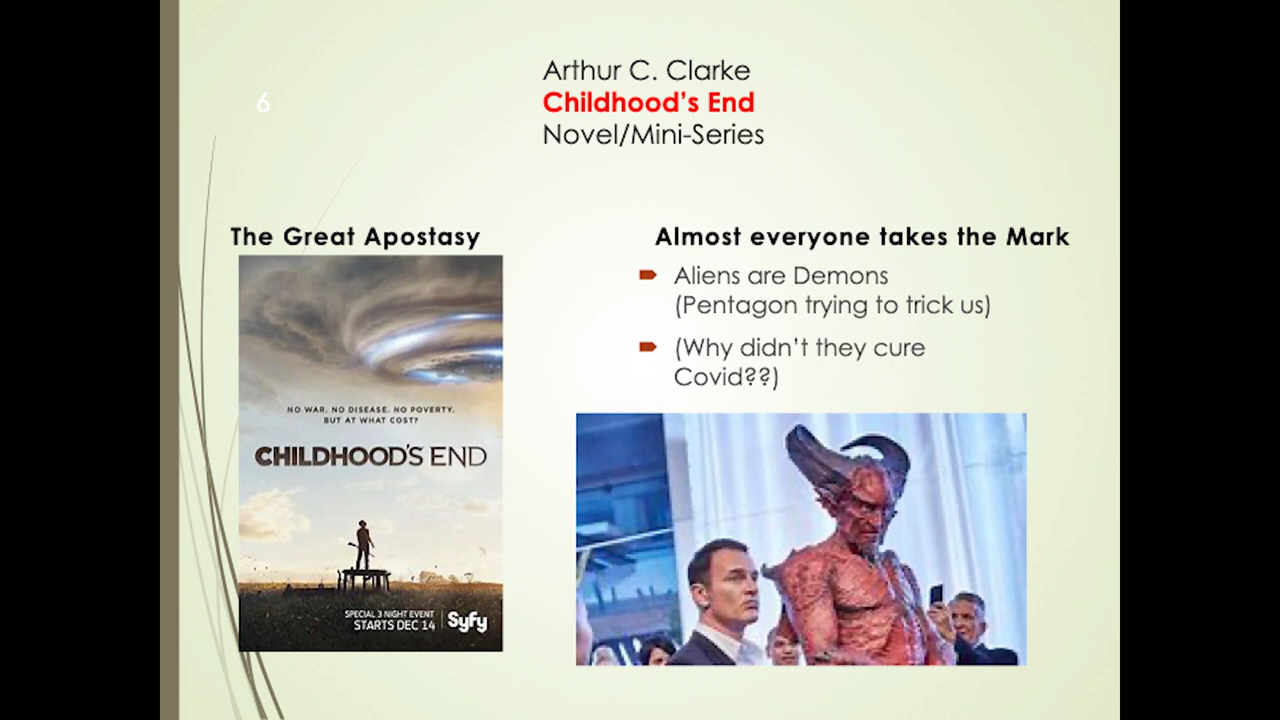 6
Arthur C. Clarke
Childhood's End
Novel/Mini-Series
The Great Apostasy
NO WAR. NO DISEASE. NO POVERTY.
BUT AT WHAT COST?
CHILDHOOD'S END
SPECIAL 3 NIGHT EVENT
STARTS DEC 14
Syfy
Almost everyone takes the Mark
Aliens are Demons
(Pentagon trying to trick us)
(Why didn't they cure
Covid??)